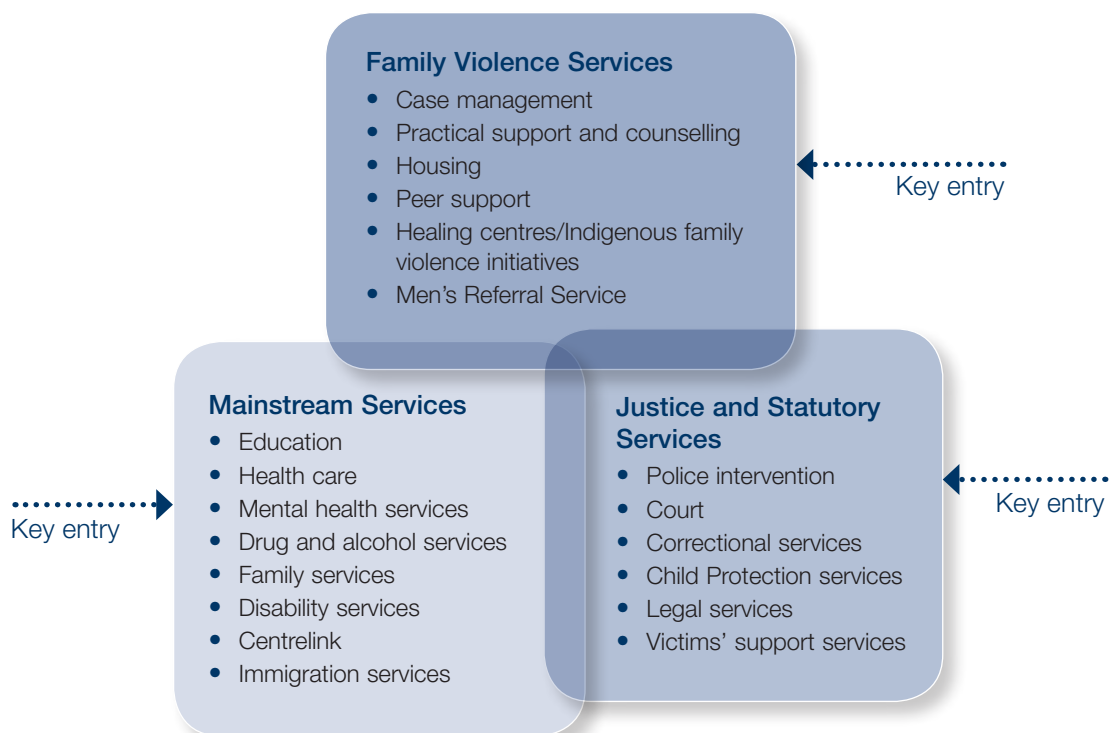 Family Violence Services
• Case management
• Practical support and counselling
• Housing
• Peer support
• Healing centres/Indigenous family
violence initiatives
• Men’s Referral Service
Key entry
Mainstream Services
• Education
• Health care
• Mental health services
• Drug and alcohol services
• Family services
• Disability services
• Centrelink
• Immigration services
Key entry
Justice and Statutory
Services
• Police intervention
• Court
• Correctional services
• Child Protection services
• Legal services
• Victims’ support services
Key entry